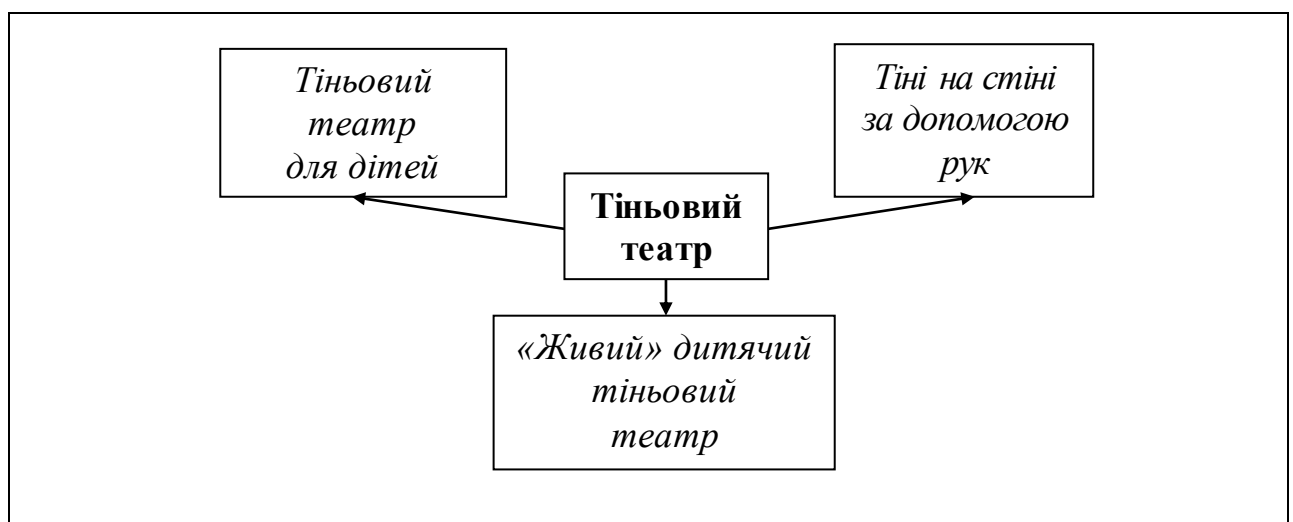 Тіньовий
театр
для дітей
Тіні на стіні
за допомогою
рук
Тіньовий
театр
«Живий» дитячий
тіньовий
театр